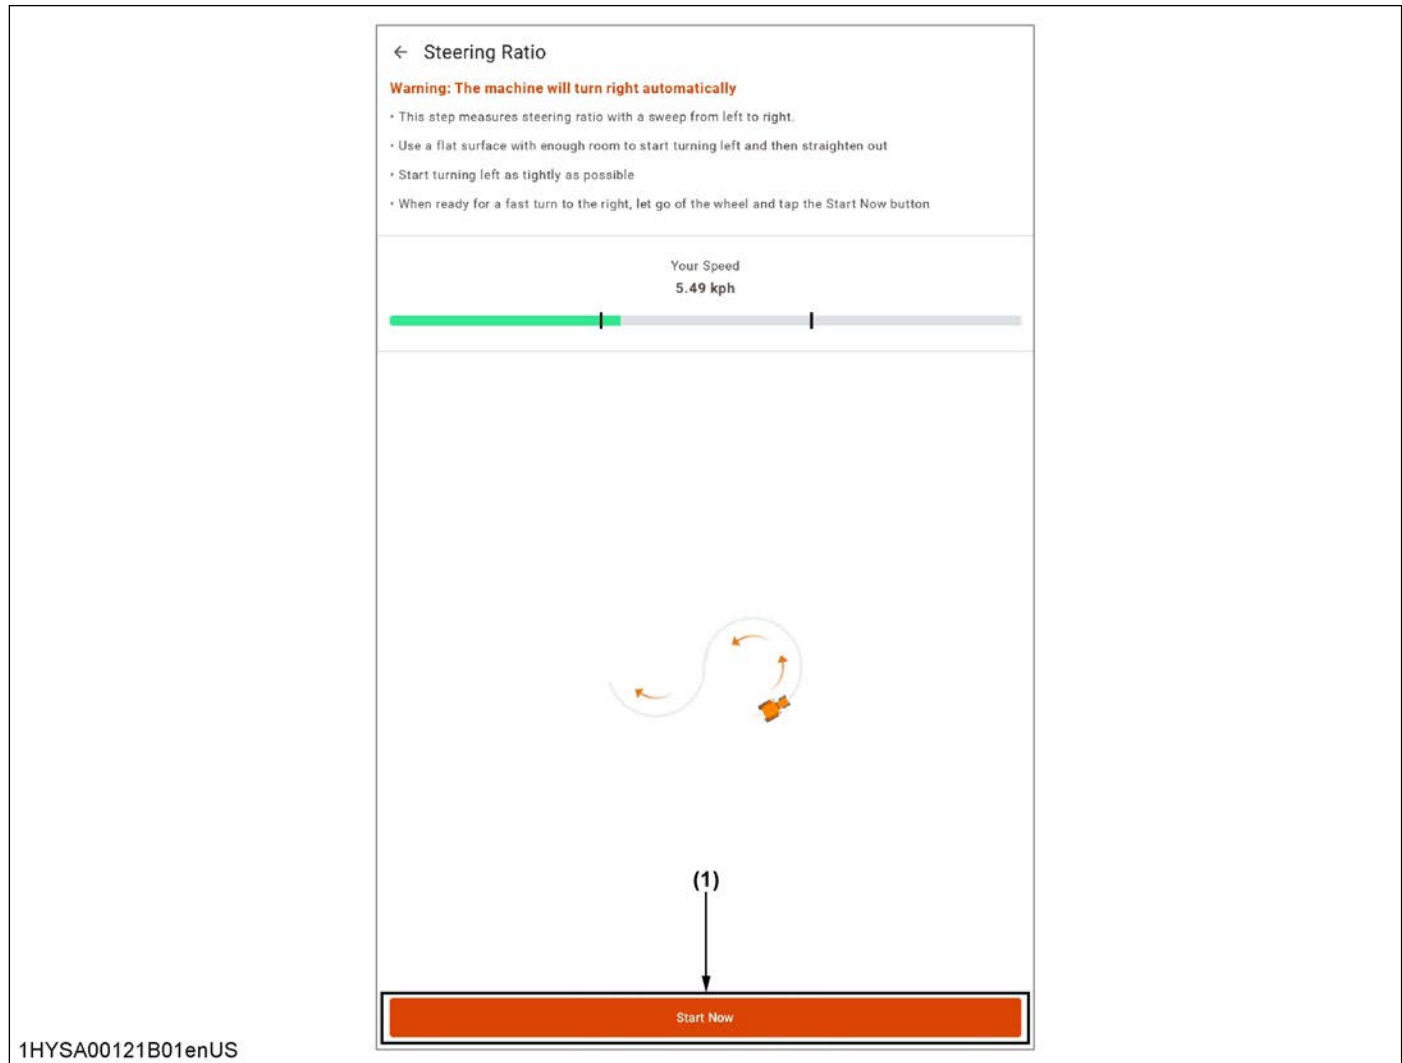 ← Steering Ratio
Warning: The machine will turn right automatically
• This step measures steering ratio with a sweep from left to right.
• Use a flat surface with enough room to start turning left and then straighten out
• Start turning left as tightly as possible
• When ready for a fast turn to the right, let go of the wheel and tap the Start Now button
Your Speed
5.49 kph
(1)
Start Now
1HYSA00121B01enUS